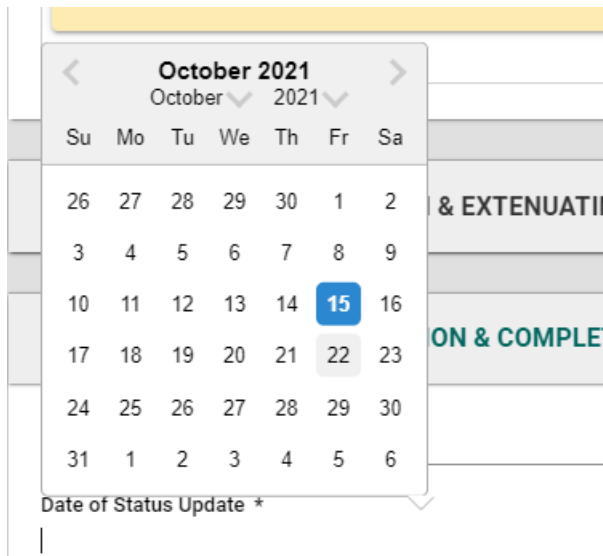 October 2021
October 2021
Su Mo Tu We Th Fr Sa
26 27 28 29 30 1 2
& EXTENUATI
3 4 5 6 7 8 9
10 11 12 13 14 15 16
ON & COMPLE
17 18 19 20 21 22 23
24 25 26 27 28 29 30
31 1 2 3 4 5 6
Date of Status Update *